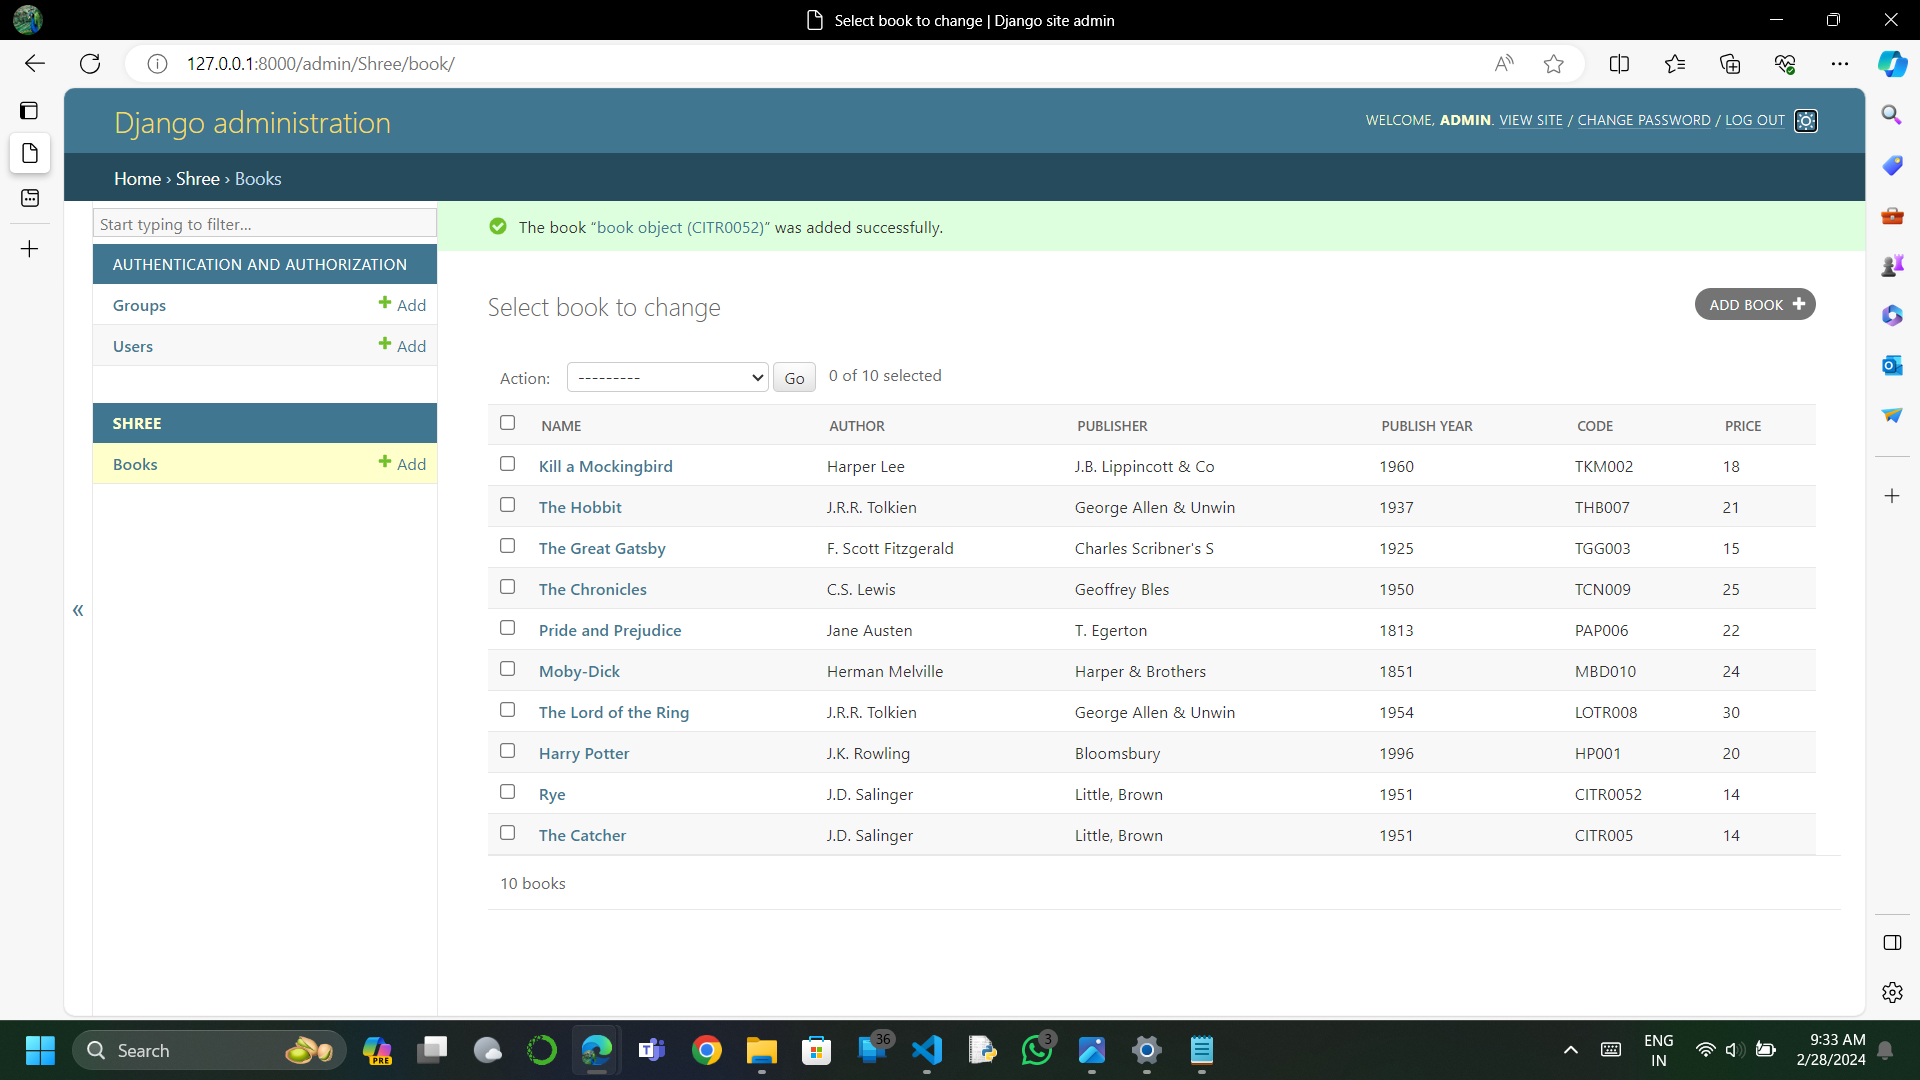 Select book to change | Django site admin
127.0.0.1:8000/admin/Shree/book/
Django administration
WELCOME, ADMIN. VIEW SITE / CHANGE PASSWORD / LOG OUT
Home › Shree › Books
Start typing to filter...
AUTHENTICATION AND AUTHORIZATION
Groups + Add
Users + Add
SHREE
Books + Add
«
The book “book object (CITR0052)” was added successfully.
Select book to change
ADD BOOK +
Action: --------- Go 0 of 10 selected
NAME AUTHOR PUBLISHER PUBLISH YEAR CODE PRICE
Kill a Mockingbird Harper Lee J.B. Lippincott & Co 1960 TKM002 18
The Hobbit J.R.R. Tolkien George Allen & Unwin 1937 THB007 21
The Great Gatsby F. Scott Fitzgerald Charles Scribner's S 1925 TGG003 15
The Chronicles C.S. Lewis Geoffrey Bles 1950 TCN009 25
Pride and Prejudice Jane Austen T. Egerton 1813 PAP006 22
Moby-Dick Herman Melville Harper & Brothers 1851 MBD010 24
The Lord of the Ring J.R.R. Tolkien George Allen & Unwin 1954 LOTR008 30
Harry Potter J.K. Rowling Bloomsbury 1996 HP001 20
Rye J.D. Salinger Little, Brown 1951 CITR0052 14
The Catcher J.D. Salinger Little, Brown 1951 CITR005 14
10 books
Search
PRE
36
3
ENG
IN
9:33 AM
2/28/2024